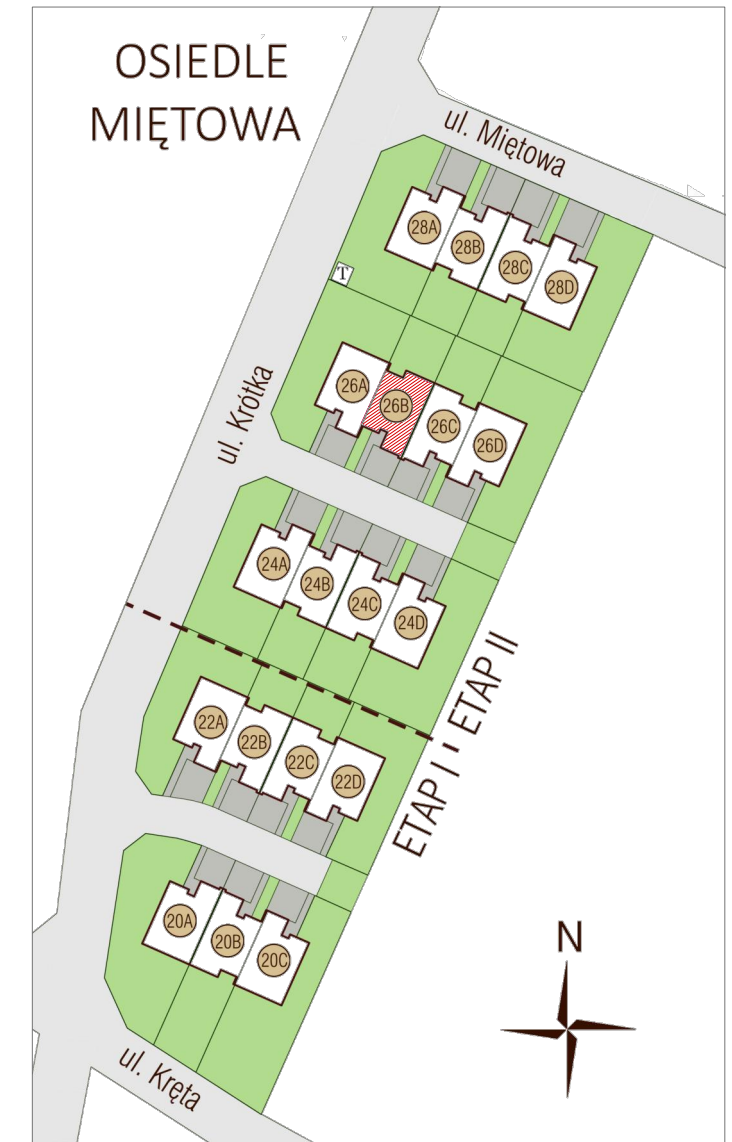 OSIEDLE
MIĘTOWA
ul. Miętowa
28A
28B
28C
28D
T
ul. Krótka
26A
26B
26C
26D
24A
24B
24C
24D
ETAP II
ETAP I
22A
22B
22C
22D
20A
20B
20C
N
ul. Kręta